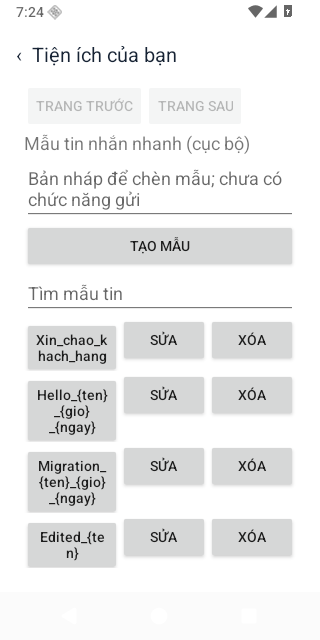 7:24
‹ Tiện ích của bạn
TRANG TRƯỚC TRANG SAU
Mẫu tin nhắn nhanh (cục bộ)
Bản nháp để chèn mẫu; chưa có
chức năng gửi
TẠO MẪU
Tìm mẫu tin
Xin_chao_k
hach_hang
SỬA XÓA
Hello_{ten}
_{gio}
_{ngay}
SỬA XÓA
Migration_
{ten}_{gio}
_{ngay}
SỬA XÓA
Edited_{te
n}
SỬA XÓA